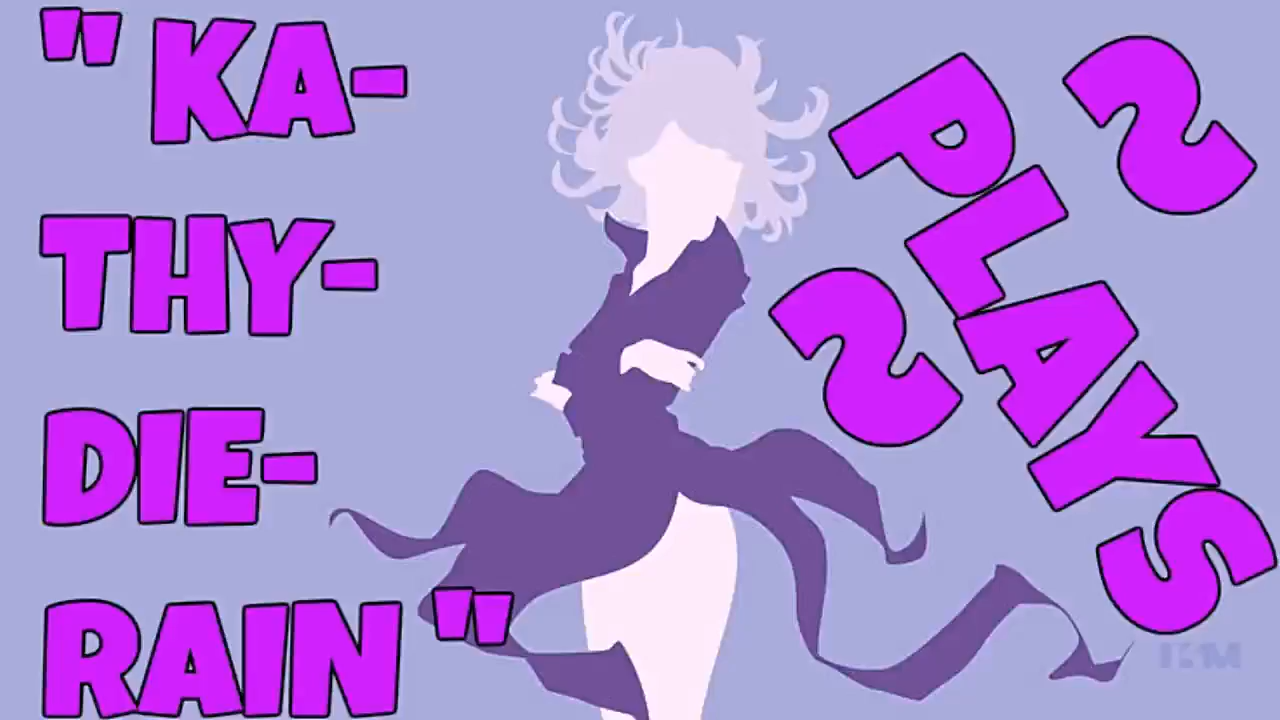 " KA-
THY-
DIE-
RAIN "
~ PLAYS ~